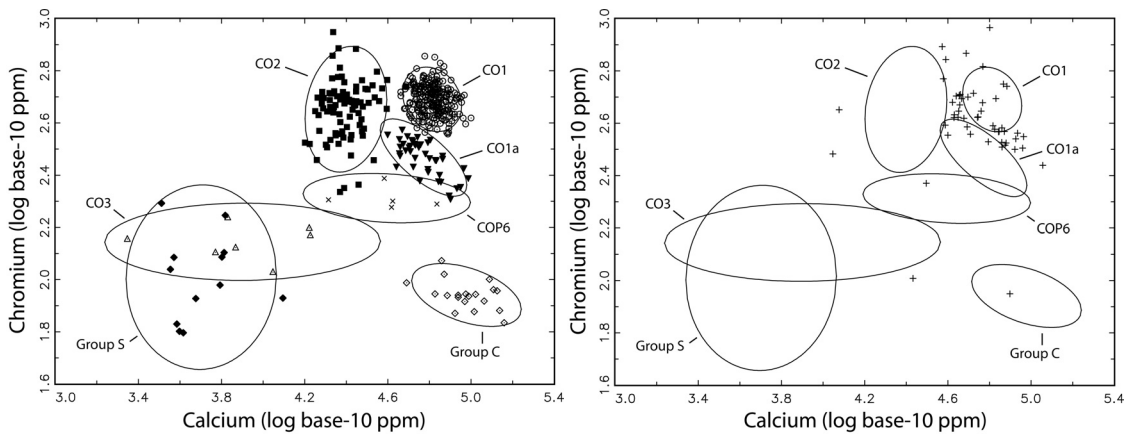 3.0
3.0
2.8
2.8
CO2
CO1
CO2
CO1
2.6
2.6
CO1a
CO1a
2.4
2.4
CO3
COP6
CO3
COP6
2.2
2.2
2.0
2.0
1.8
1.8
Group S
Group C
Group S
Group C
1.6
1.6
3.0 3.4 3.8 4.2 4.6 5.0 5.4
3.0 3.4 3.8 4.2 4.6 5.0 5.4
Chromium (log base-10 ppm)
Calcium (log base-10 ppm)
Chromium (log base-10 ppm)
Calcium (log base-10 ppm)